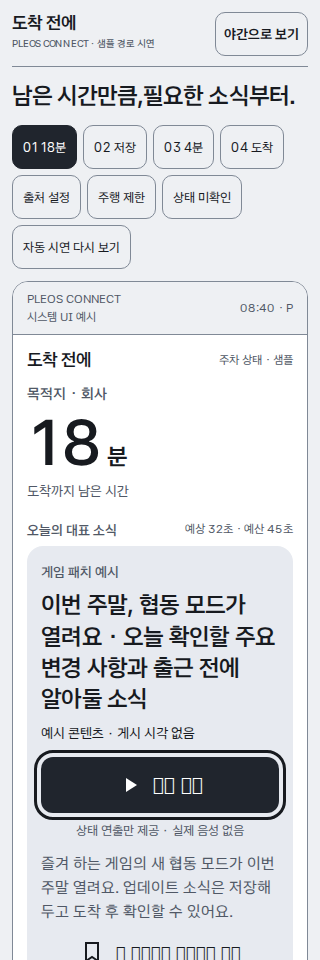 도착 전에
PLEOS CONNECT · 샘플 경로 시연
야간으로 보기
남은 시간만큼,필요한 소식부터.
01 18분
02 저장
03 4분
04 도착
출처 설정
주행 제한
상태 미확인
자동 시연 다시 보기
PLEOS CONNECT
시스템 UI 예시
08:40 · P
도착 전에
주차 상태 · 샘플
목적지 · 회사
18 분
도착까지 남은 시간
오늘의 대표 소식
예상 32초 · 예산 45초
게임 패치 예시
이번 주말, 협동 모드가
열려요 · 오늘 확인할 주요
변경 사항과 출근 전에
알아둘 소식
예시 콘텐츠 · 게시 시각 없음
상태 연출만 제공 · 실제 음성 없음
즐겨 하는 게임의 새 협동 모드가 이번
주말 열려요. 업데이트 소식은 저장해
두고 도착 후 확인할 수 있어요.